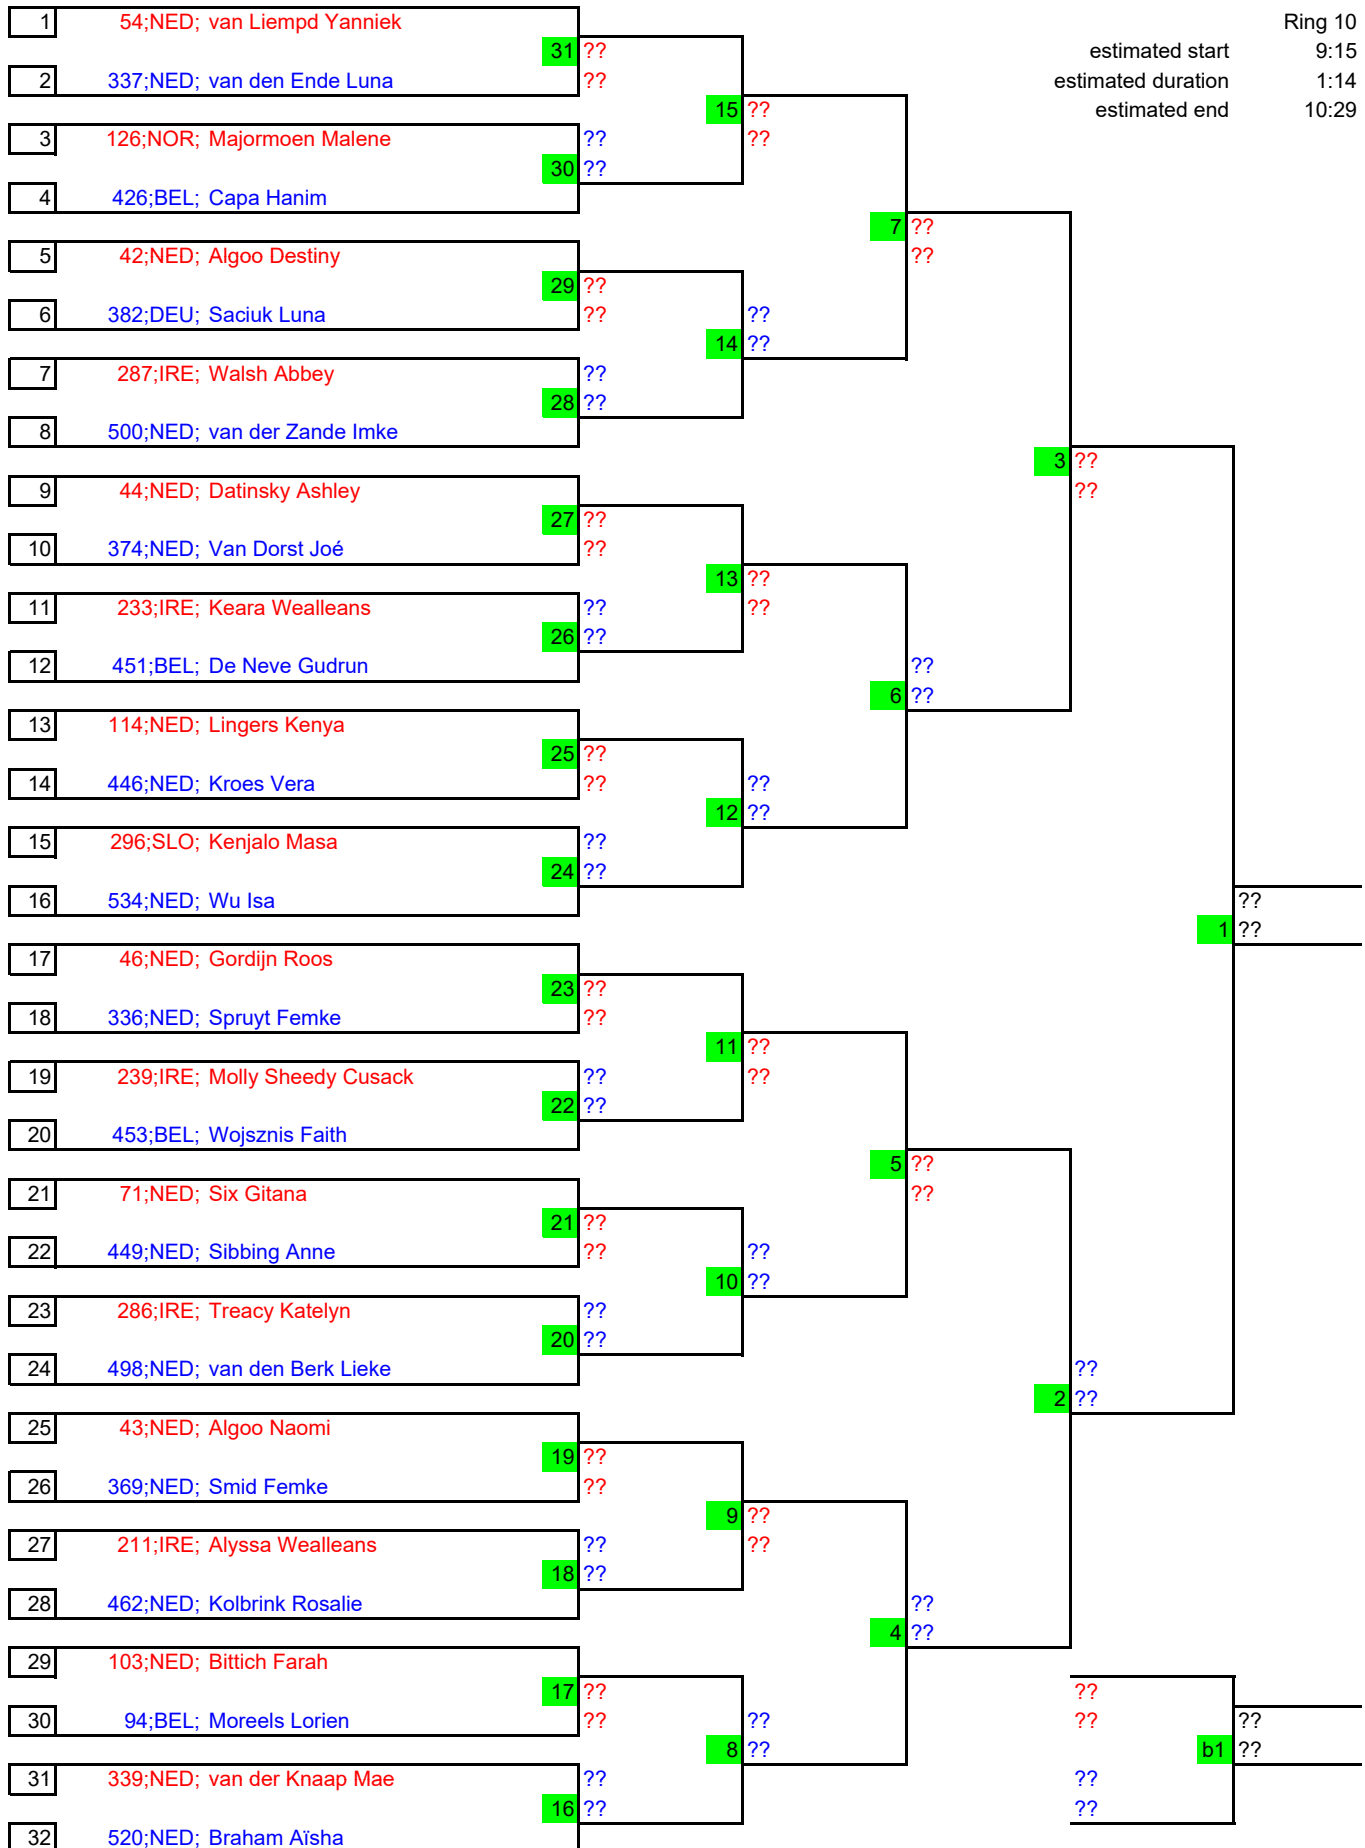 1 54;NED; van Liempd Yanniek Ring 10
31 ?? estimated start 9:15
2 337;NED; van den Ende Luna ?? estimated duration 1:14
15 ?? estimated end 10:29
3 126;NOR; Majormoen Malene ?? ??
30 ??
4 426;BEL; Capa Hanim
7 ??
5 42;NED; Algoo Destiny ??
29 ??
6 382;DEU; Saciuk Luna ?? ??
14 ??
7 287;IRE; Walsh Abbey ??
28 ??
8 500;NED; van der Zande Imke
3 ??
9 44;NED; Datinsky Ashley ??
27 ??
10 374;NED; Van Dorst Joé ??
13 ??
11 233;IRE; Keara Wealleans ?? ??
26 ??
12 451;BEL; De Neve Gudrun ??
6 ??
13 114;NED; Lingers Kenya
25 ??
14 446;NED; Kroes Vera ?? ??
12 ??
15 296;SLO; Kenjalo Masa ??
24 ??
16 534;NED; Wu Isa ??
1 ??
17 46;NED; Gordijn Roos
23 ??
18 336;NED; Spruyt Femke ??
11 ??
19 239;IRE; Molly Sheedy Cusack ?? ??
22 ??
20 453;BEL; Wojsznis Faith
5 ??
21 71;NED; Six Gitana ??
21 ??
22 449;NED; Sibbing Anne ?? ??
10 ??
23 286;IRE; Treacy Katelyn ??
20 ??
24 498;NED; van den Berk Lieke ??
2 ??
25 43;NED; Algoo Naomi
19 ??
26 369;NED; Smid Femke ??
9 ??
27 211;IRE; Alyssa Wealleans ?? ??
18 ??
28 462;NED; Kolbrink Rosalie ??
4 ??
29 103;NED; Bittich Farah
17 ?? ??
30 94;BEL; Moreels Lorien ?? ?? ?? ??
8 ?? b1 ??
31 339;NED; van der Knaap Mae ?? ??
16 ?? ??
32 520;NED; Braham Aïsha